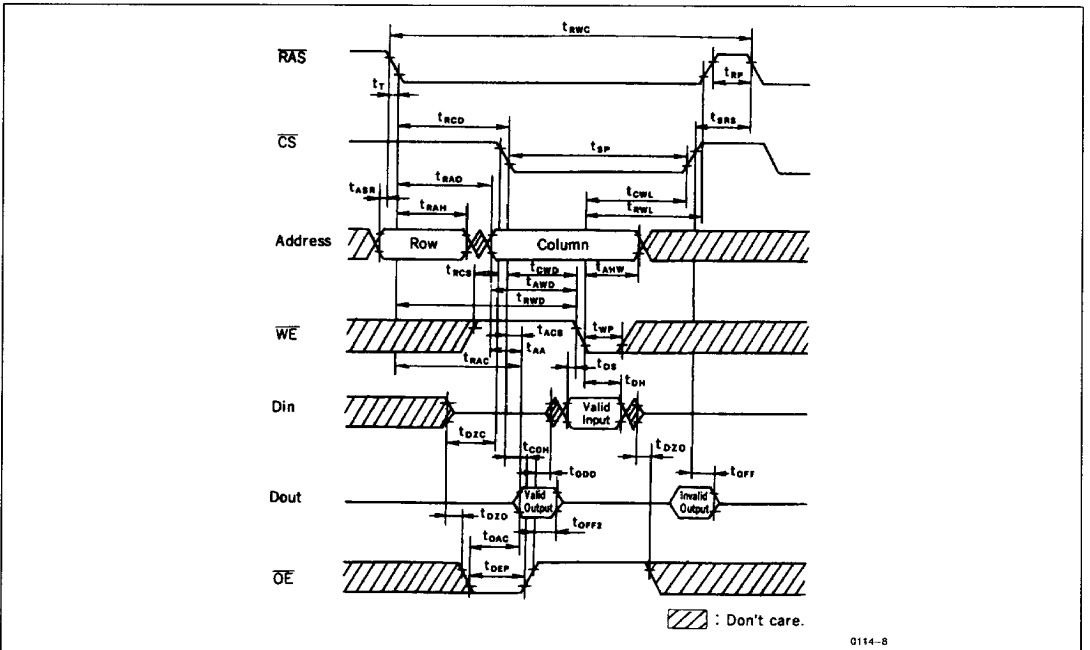 tRWC
RAS
tRP
tT
tRCD
tSRS
CS
tSP
tRAD
tCWL
tASR
tRAH
tRWL
Address
Row
Column
tRCS
tCWD
tAHW
tAWD
tRWD
WE
tACS
tWP
tAA
tRAC
tDS
tDH
Din
Valid
Input
tDZC
tCOH
tDZO
tODD
tOFF
Dout
Valid
Output
Invalid
Output
tDZO
tOFF2
tOAC
tOEP
OE
: Don't care.
0114-8